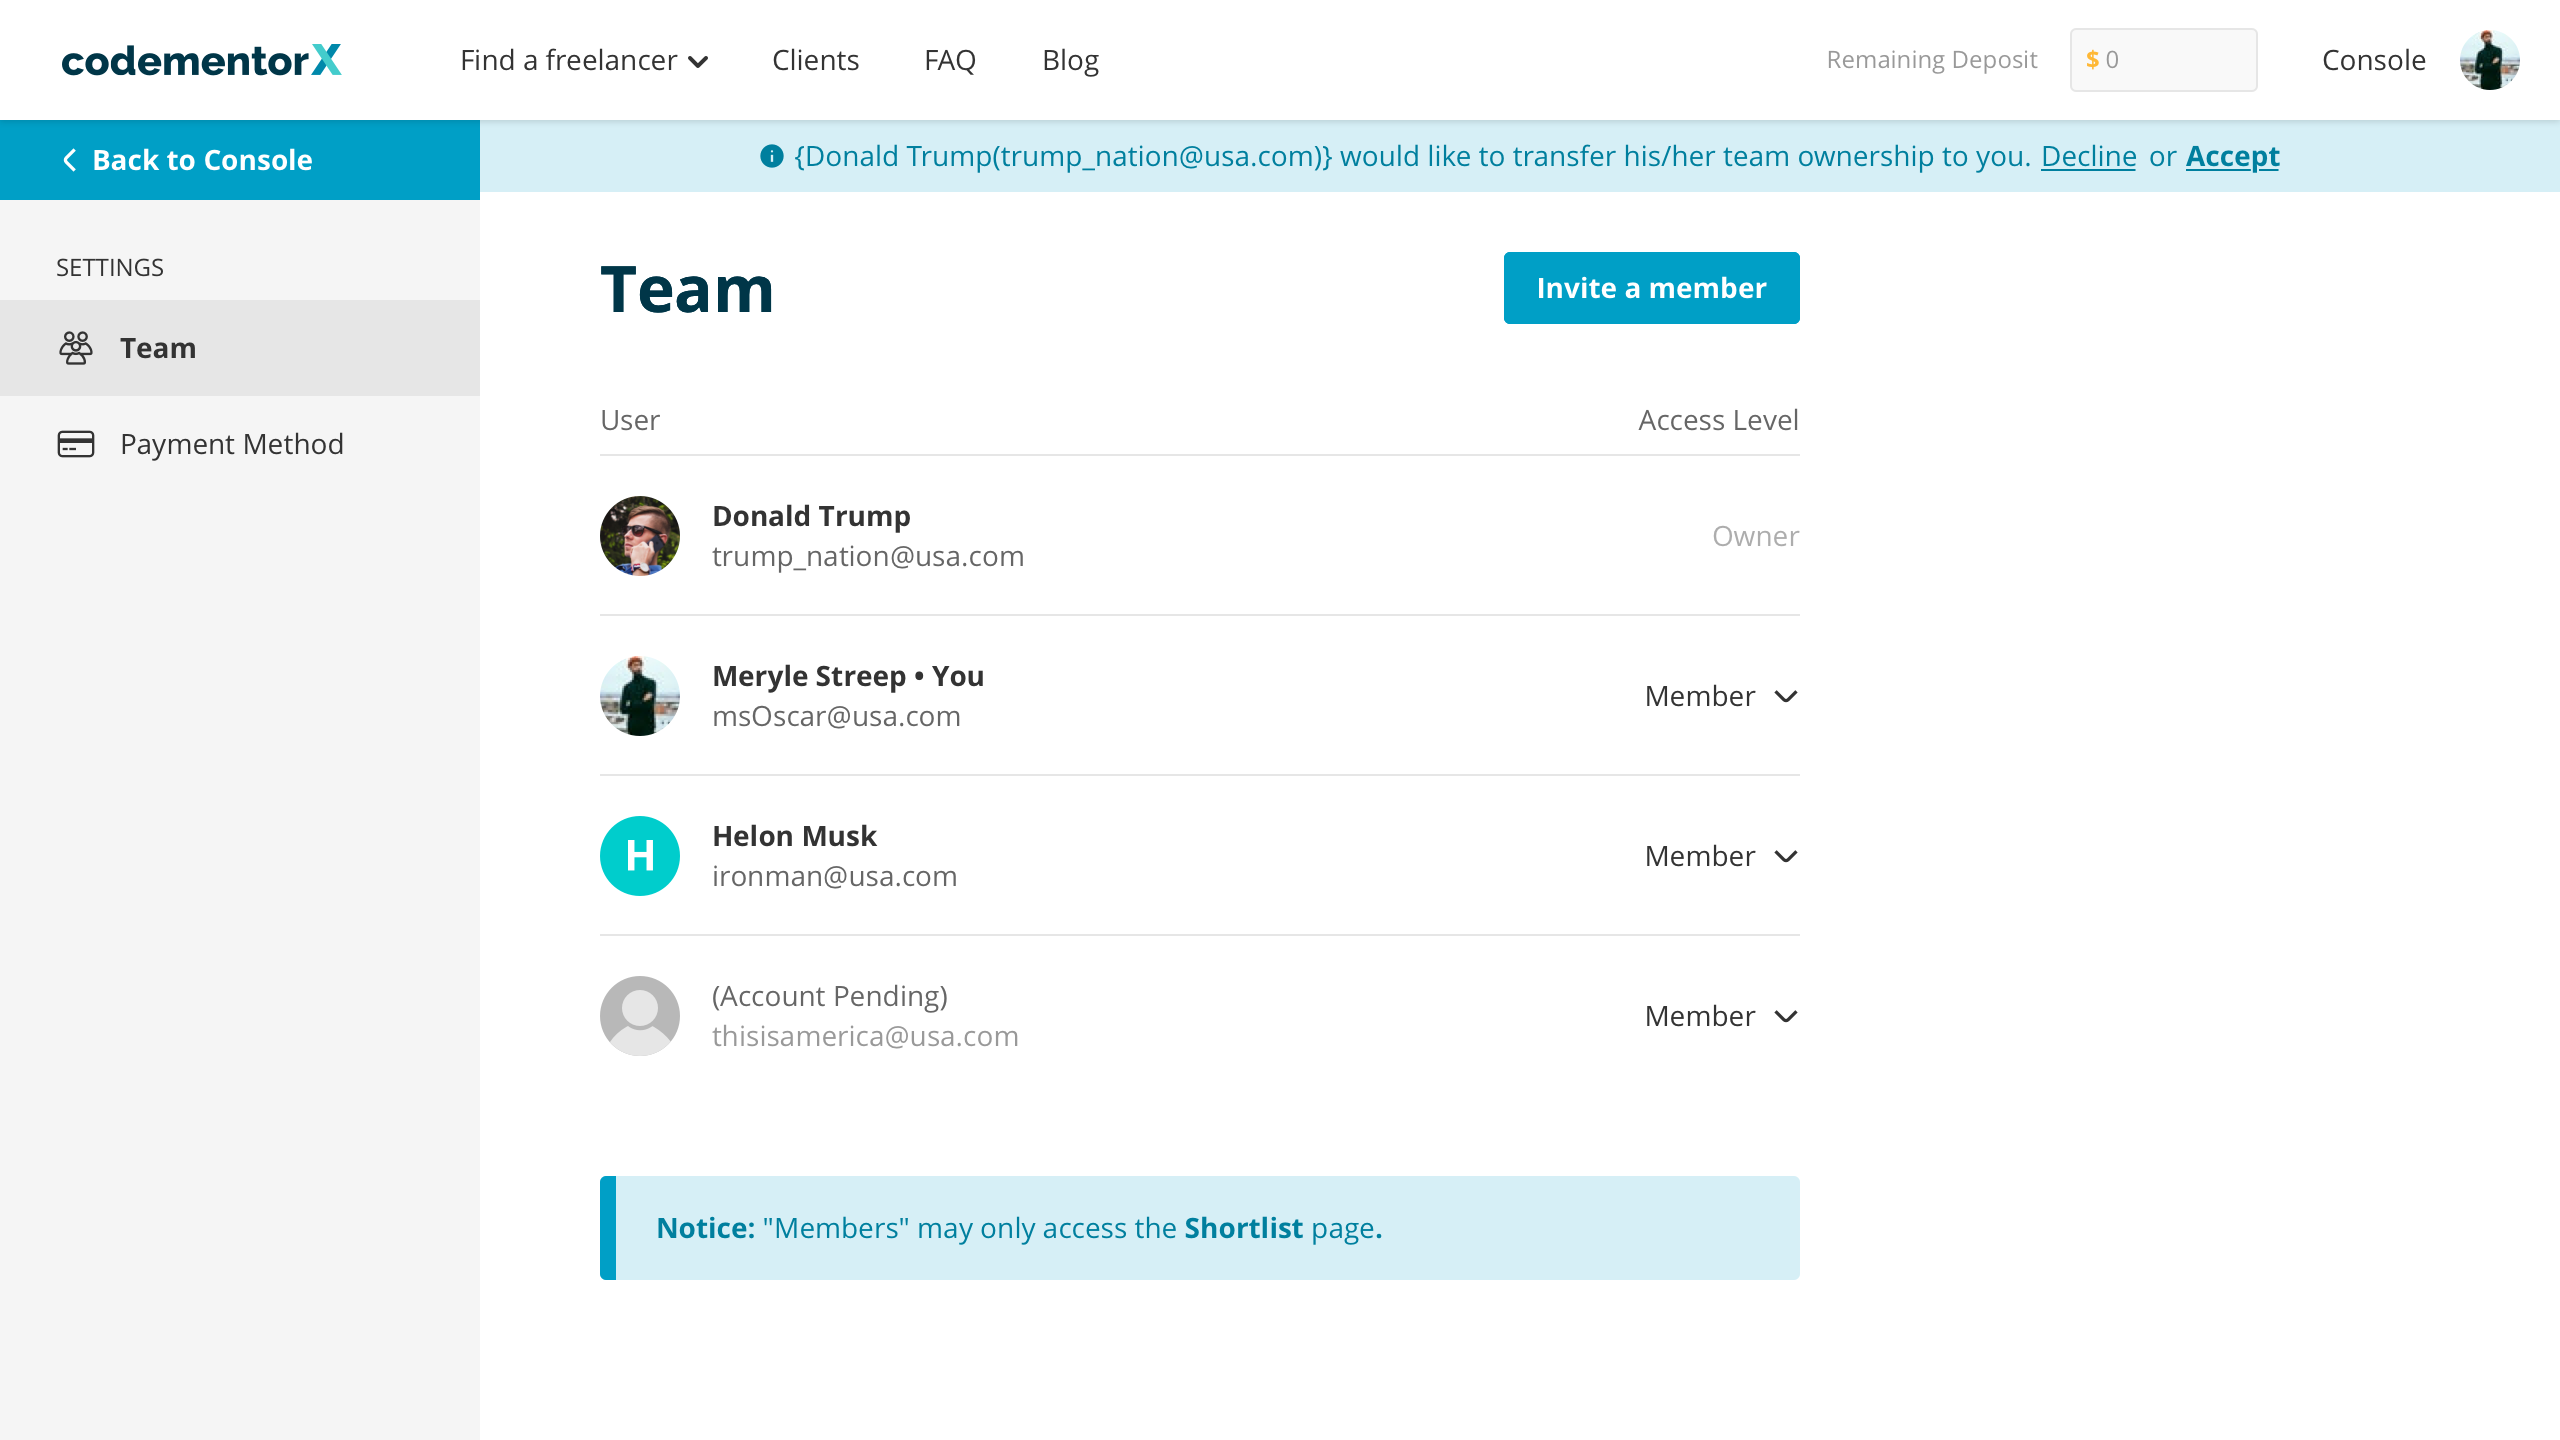 codementorX
Find a freelancer
Clients
FAQ
Blog
Remaining Deposit
$ 0
Console
Back to Console
{Donald Trump(trump_nation@usa.com)} would like to transfer his/her team ownership to you. Decline or Accept
SETTINGS
Team
Payment Method
Team
Invite a member
User
Access Level
Donald Trump
trump_nation@usa.com
Owner
Meryle Streep • You
msOscar@usa.com
Member
H
Helon Musk
ironman@usa.com
Member
(Account Pending)
thisisamerica@usa.com
Member
Notice: "Members" may only access the Shortlist page.